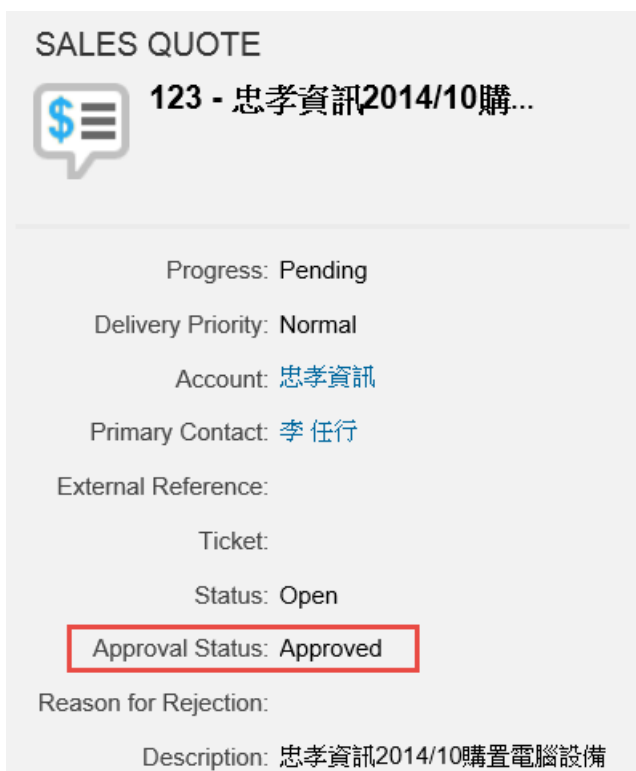 SALES QUOTE
$
123 - 忠孝資訊2014/10購...
Progress: Pending
Delivery Priority: Normal
Account: 忠孝資訊
Primary Contact: 李 任行
External Reference:
Ticket:
Status: Open
Approval Status: Approved
Reason for Rejection:
Description: 忠孝資訊2014/10購置電腦設備